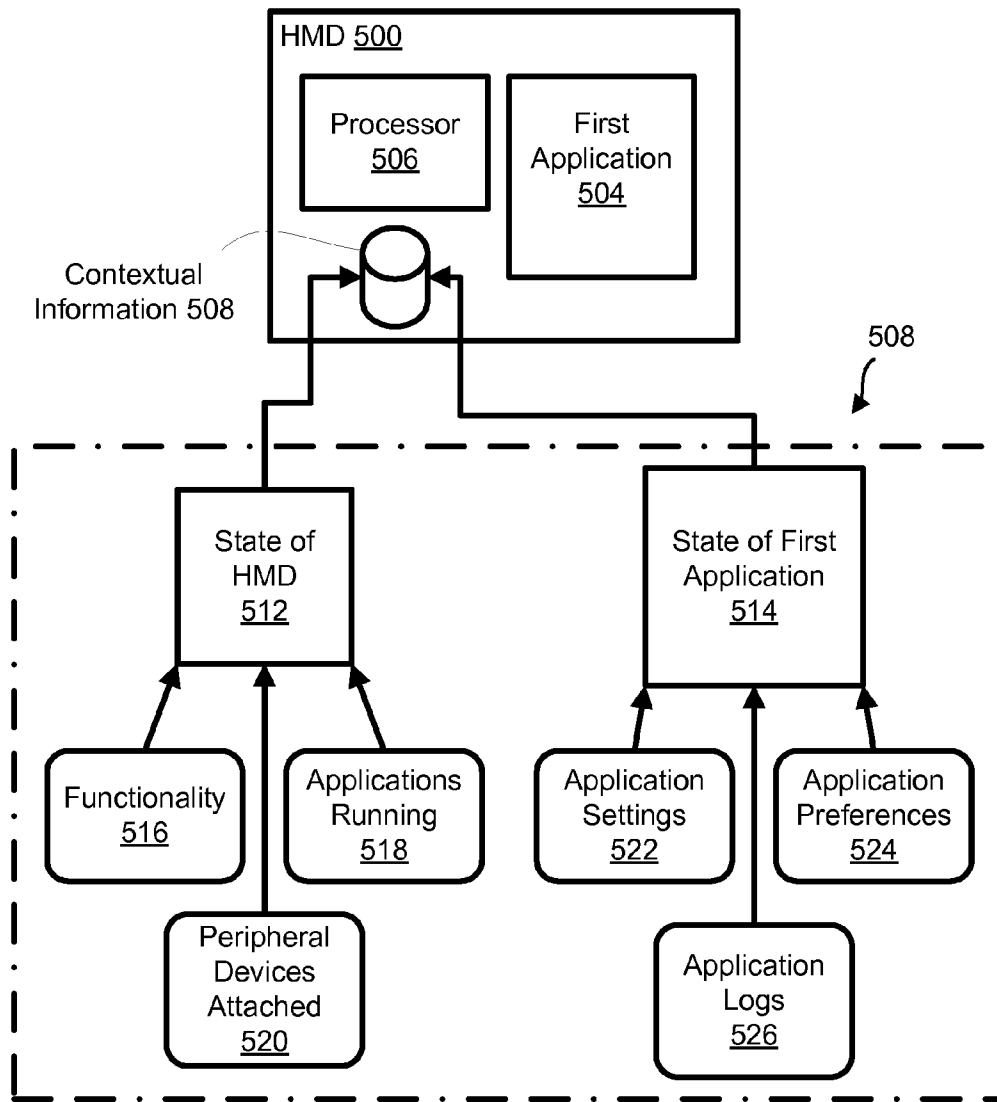 HMD 500
Processor
506
First
Application
504
Contextual
Information 508
508
State of
HMD
512
State of First
Application
514
Functionality
516
Applications
Running
518
Application
Settings
522
Application
Preferences
524
Peripheral
Devices
Attached
520
Application
Logs
526